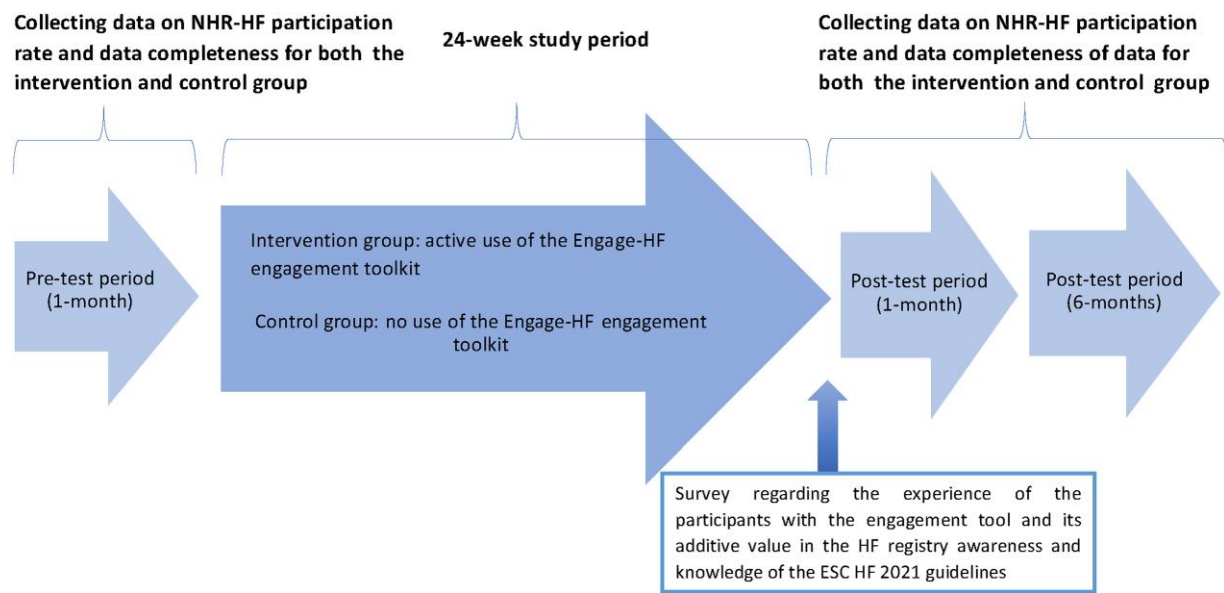 Collecting data on NHR-HF participation
rate and data completeness for both the
intervention and control group
24-week study period
Collecting data on NHR-HF participation
rate and data completeness of data for
both the intervention and control group
Pre-test period
(1-month)
Intervention group: active use of the Engage-HF
engagement toolkit
Control group: no use of the Engage-HF engagement
toolkit
Post-test period
(1-month)
Post-test period
(6-months)
Survey regarding the experience of the
participants with the engagement tool and its
additive value in the HF registry awareness and
knowledge of the ESC HF 2021 guidelines